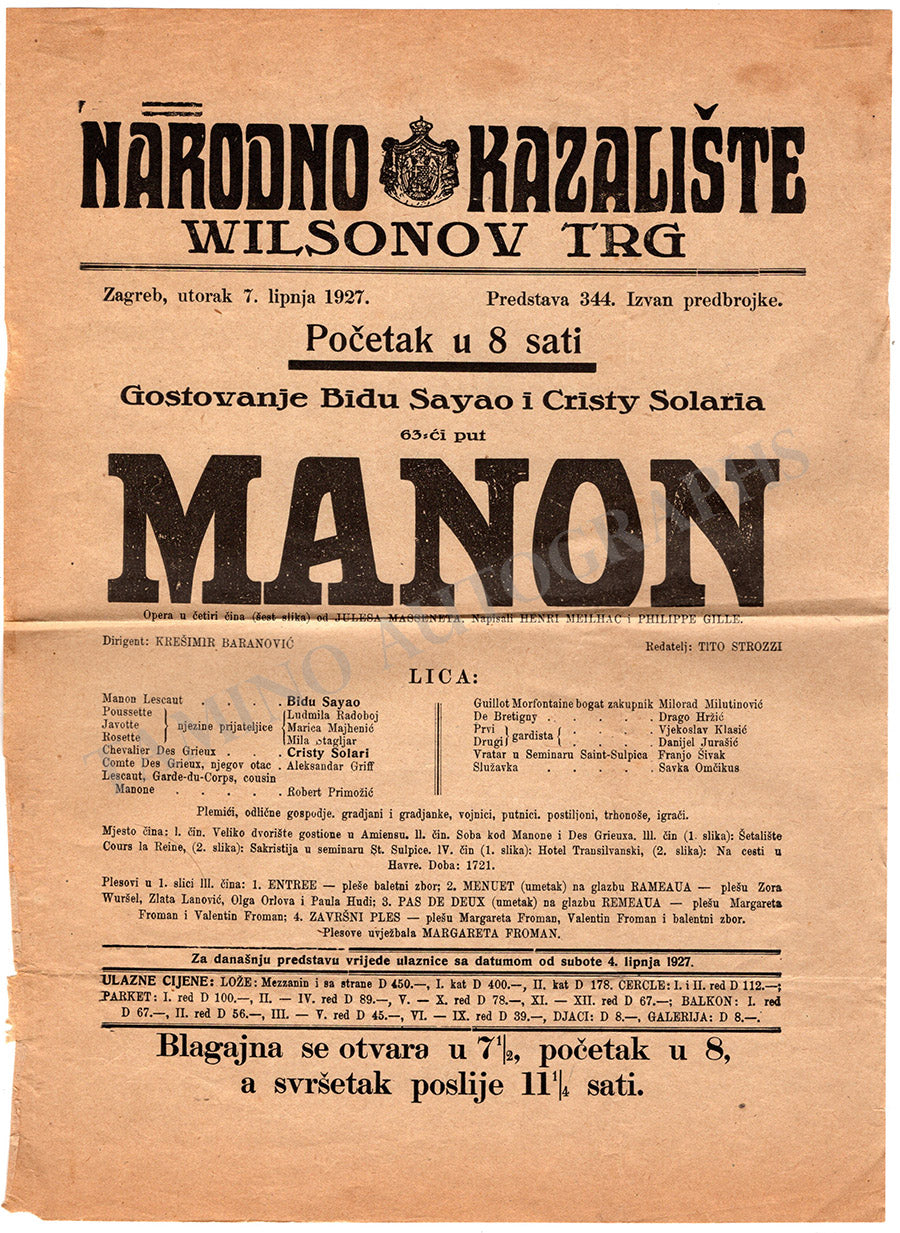 NARODNO KAZALIŠTE
WILSONOV TRG
Zagreb, utorak 7. lipnja 1927. Predstava 344. Izvan predbrojke.
Početak u 8 sati
Gostovanje Bidu Sayao i Cristy Solaria
63-ći put
MANON
Opera u četiri čina (šest slika) od JULESA MASSENETA. Napisali HENRI MEILHAC i PHILIPPE GILLE.
Dirigent: KREŠIMIR BARANOVIĆ Redatelj: TITO STROZZI
LICA:
Manon Lescaut . . . . Bidu Sayao
Poussette
Javotte
Rosette
njezine prijateljice
Ludmila Radoboj
Marica Majhenić
Mila Stagljar
Chevalier Des Grieux . . . Cristy Solari
Comte Des Grieux, njegov otac . Aleksandar Griff
Lescaut, Garde-du-Corps, cousin
Manone . . . . . Robert Primožić
Guillot Morfontaine bogat zakupnik Milorad Milutinović
De Bretigny . . . . . . Drago Hržić
Prvi
Drugi
gardista
Vjekoslav Klasić
Danijel Jurašić
Vratar u Seminaru Saint-Sulpica Franjo Šivak
Služavka . . . . . Savka Omčikus
Plemići, odlične gospodje. gradjani i gradjanke, vojnici, putnici. postiljoni, trhonoše, igrači.
Mjesto čina: I. čin. Veliko dvorište gostione u Amiensu. II. čin. Soba kod Manone i Des Grieuxa. III. čin (1. slika): Šetalište
Cours la Reine, (2. slika): Sakristija u seminaru St. Sulpice. IV. čin (1. slika): Hotel Transilvanski, (2. slika): Na cesti u
Havre. Doba: 1721.
Plesovi u 1. slici III. čina: 1. ENTREE — pleše baletni zbor; 2. MENUET (umetak) na glazbu RAMEAUA — plešu Zora
Wuršel, Zlata Lanović, Olga Orlova i Paula Hudi; 3. PAS DE DEUX (umetak) na glazbu REMEAUA — plešu Margareta
Froman i Valentin Froman; 4. ZAVRŠNI PLES — plešu Margareta Froman, Valentin Froman i balentni zbor.
Plesove uvježbala MARGARETA FROMAN.
Za današnju predstavu vrijede ulaznice sa datumom od subote 4. lipnja 1927.
ULAZNE CIJENE: LOŽE: Mezzanin i sa strane D 450.—, I. kat D 400.—, II. kat D 178. CERCLE: I. i II. red D 112.—;
PARKET: I. red D 100.—, II. — IV. red D 89.—, V. — X. red D 78.—, XI. — XII. red D 67.—; BALKON: I. red
D 67.—, II. red D 56.—, III. — V. red D 45.—, VI. — IX. red D 39.—, DJACI: D 8.—, GALERIJA: D 8.—.
Blagajna se otvara u 7 1/2, početak u 8,
a svršetak poslije 11 1/4 sati.
TAMINO AUTOGRAPHS